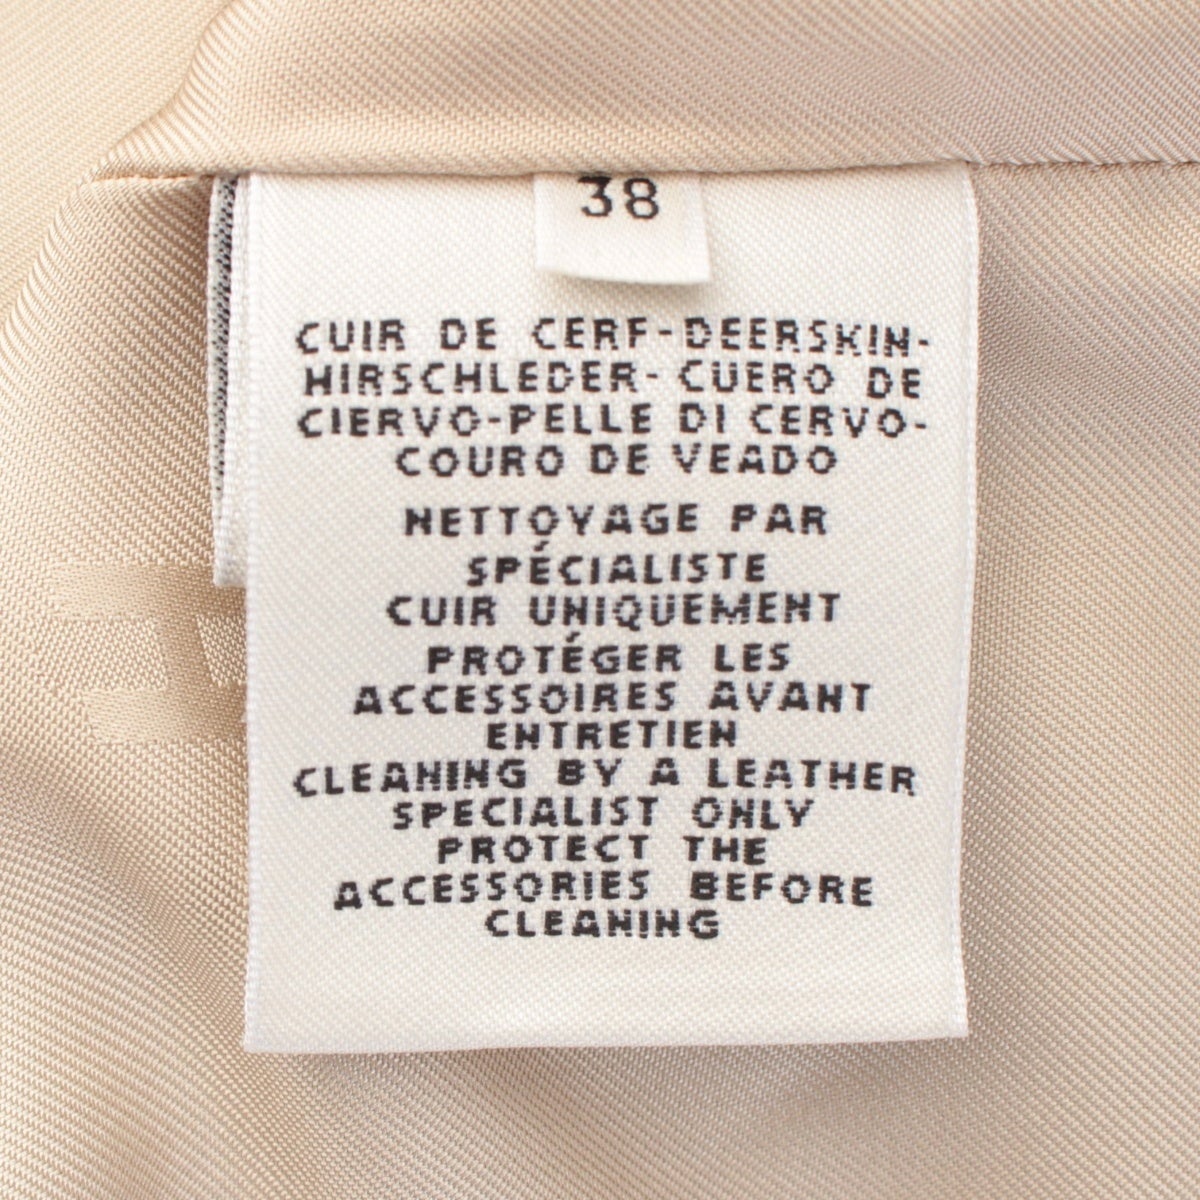 38
CUIR DE CERF-DEERSKIN-
HIRSCHLEDER- CUERO DE
CIERVO-PELLE DI CERVO-
COURO DE VEADO
NETTOYAGE PAR
SPÉCIALISTE
CUIR UNIQUEMENT
PROTÉGER LES
ACCESSOIRES AVANT
ENTRETIEN
CLEANING BY A LEATHER
SPECIALIST ONLY
PROTECT THE
ACCESSORIES BEFORE
CLEANING